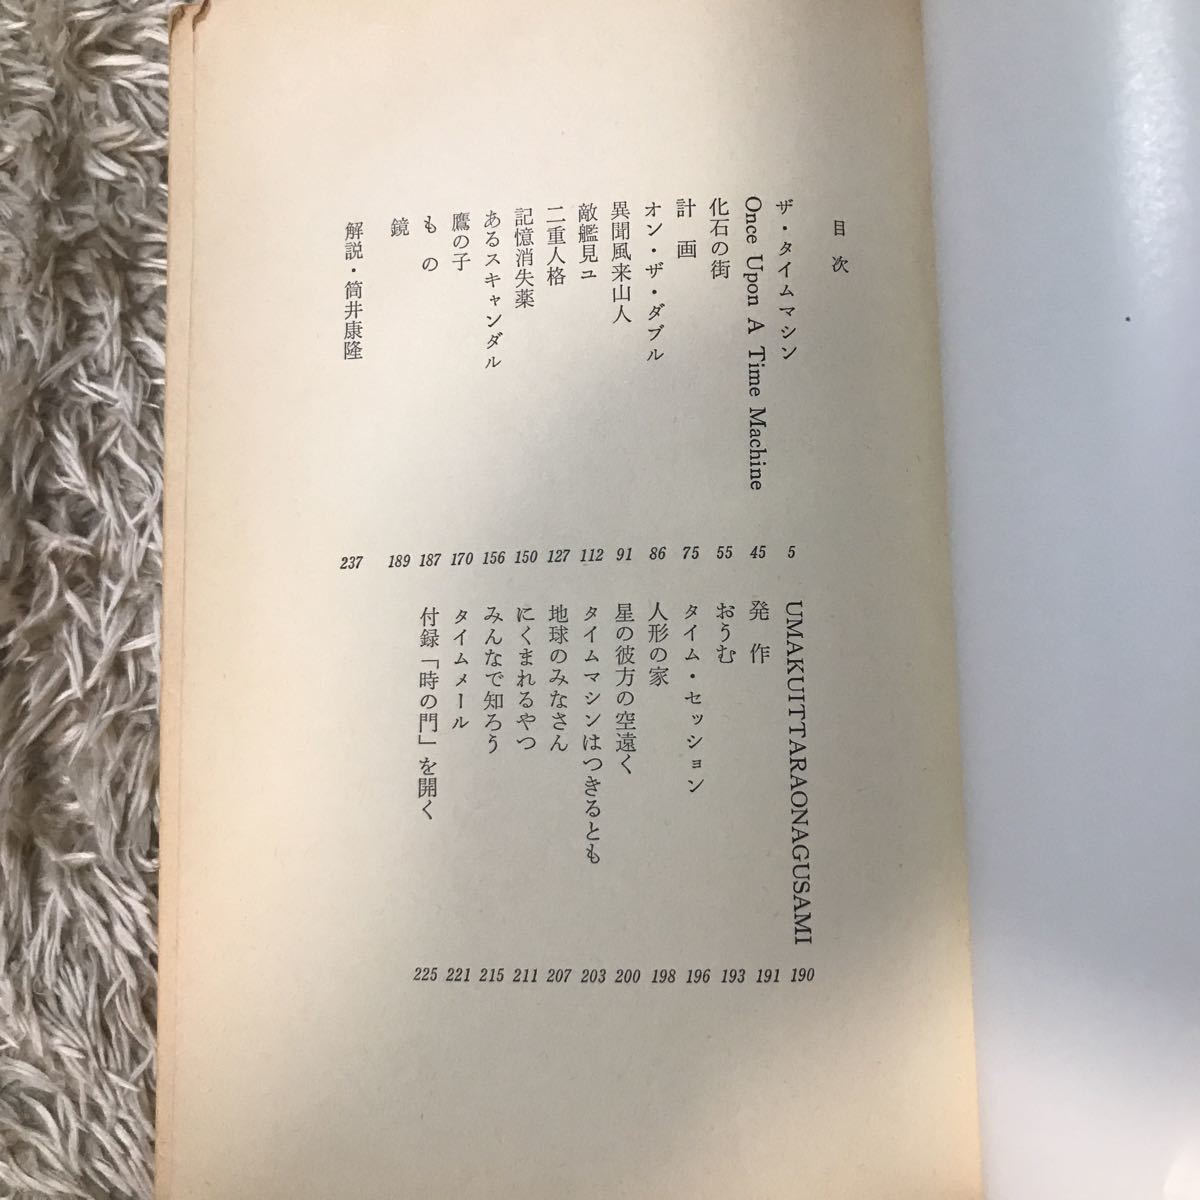 目次
ザ・タイムマシン 5
Once Upon A Time Machine 45
化石の街 55
計画 75
オン・ザ・ダブル 86
異聞風来山人 91
敵艦見ユ 112
二重人格 127
記憶消失薬 150
あるスキャンダル 156
鷹の子 170
もの 187
鏡 189
解説・筒井康隆 237
UMAKUITTARAONAGUSAMI 190
発作 191
おうむ 193
タイム・セッション 196
人形の家 198
星の彼方の空遠く 200
タイムマシンはつきるとも 203
地球のみなさん 207
にくまれるやつ 211
みんなで知ろう 215
タイムメール 221
付録「時の門」を開く 225